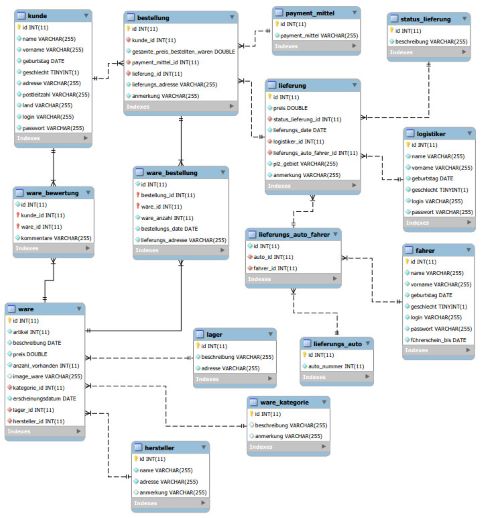 kunde
id INT(11)
name VARCHAR(255)
vorname VARCHAR(255)
geburtstag DATE
geschlecht TINYINT(1)
adresse VARCHAR(255)
postleitzahl VARCHAR(255)
land VARCHAR(255)
login VARCHAR(255)
passwort VARCHAR(255)
Indexes
bestellung
id INT(11)
kunde_id INT(11)
gesamte_preis_bestellten_waren DOUBLE
payment_mittel_id INT(11)
lieferung_id INT(11)
lieferungs_adresse VARCHAR(255)
anmerkung VARCHAR(255)
Indexes
payment_mittel
id INT(11)
payment_mittel VARCHAR(255)
Indexes
status_lieferung
id INT(11)
beschreibung VARCHAR(255)
Indexes
lieferung
id INT(11)
preis DOUBLE
status_lieferung_id INT(11)
lieferungs_date DATE
logistiker_id INT(11)
lieferungs_auto_fahrer_id INT(11)
plz_gebiet VARCHAR(255)
anmerkung VARCHAR(255)
Indexes
logistiker
id INT(11)
name VARCHAR(255)
vorname VARCHAR(255)
geburtstag DATE
geschlecht TINYINT(1)
login VARCHAR(255)
passwort VARCHAR(255)
Indexes
ware_bewertung
id INT(11)
kunde_id INT(11)
ware_id INT(11)
kommentare VARCHAR(255)
Indexes
ware_bestellung
id INT(11)
bestellung_id INT(11)
ware_id INT(11)
ware_anzahl INT(11)
bestellungs_date DATE
lieferungs_adresse VARCHAR(255)
Indexes
lieferungs_auto_fahrer
id INT(11)
auto_id INT(11)
fahrer_id INT(11)
Indexes
fahrer
id INT(11)
name VARCHAR(255)
vorname VARCHAR(255)
geburtstag DATE
geschlecht TINYINT(1)
login VARCHAR(255)
passwort VARCHAR(255)
führerschein_bis DATE
Indexes
ware
id INT(11)
artikel INT(11)
beschreibung DATE
preis DOUBLE
anzahl_vorhanden INT(11)
image_ware VARCHAR(255)
kategorie_id INT(11)
erscheinungsdatum DATE
lager_id INT(11)
hersteller_id INT(11)
Indexes
lager
id INT(11)
beschreibung VARCHAR(255)
adresse VARCHAR(255)
Indexes
lieferungs_auto
id INT(11)
auto_nummer INT(11)
Indexes
ware_kategorie
id INT(11)
beschreibung VARCHAR(255)
anmerkung VARCHAR(255)
Indexes
hersteller
id INT(11)
name VARCHAR(255)
adresse VARCHAR(255)
anmerkung VARCHAR(255)
Indexes